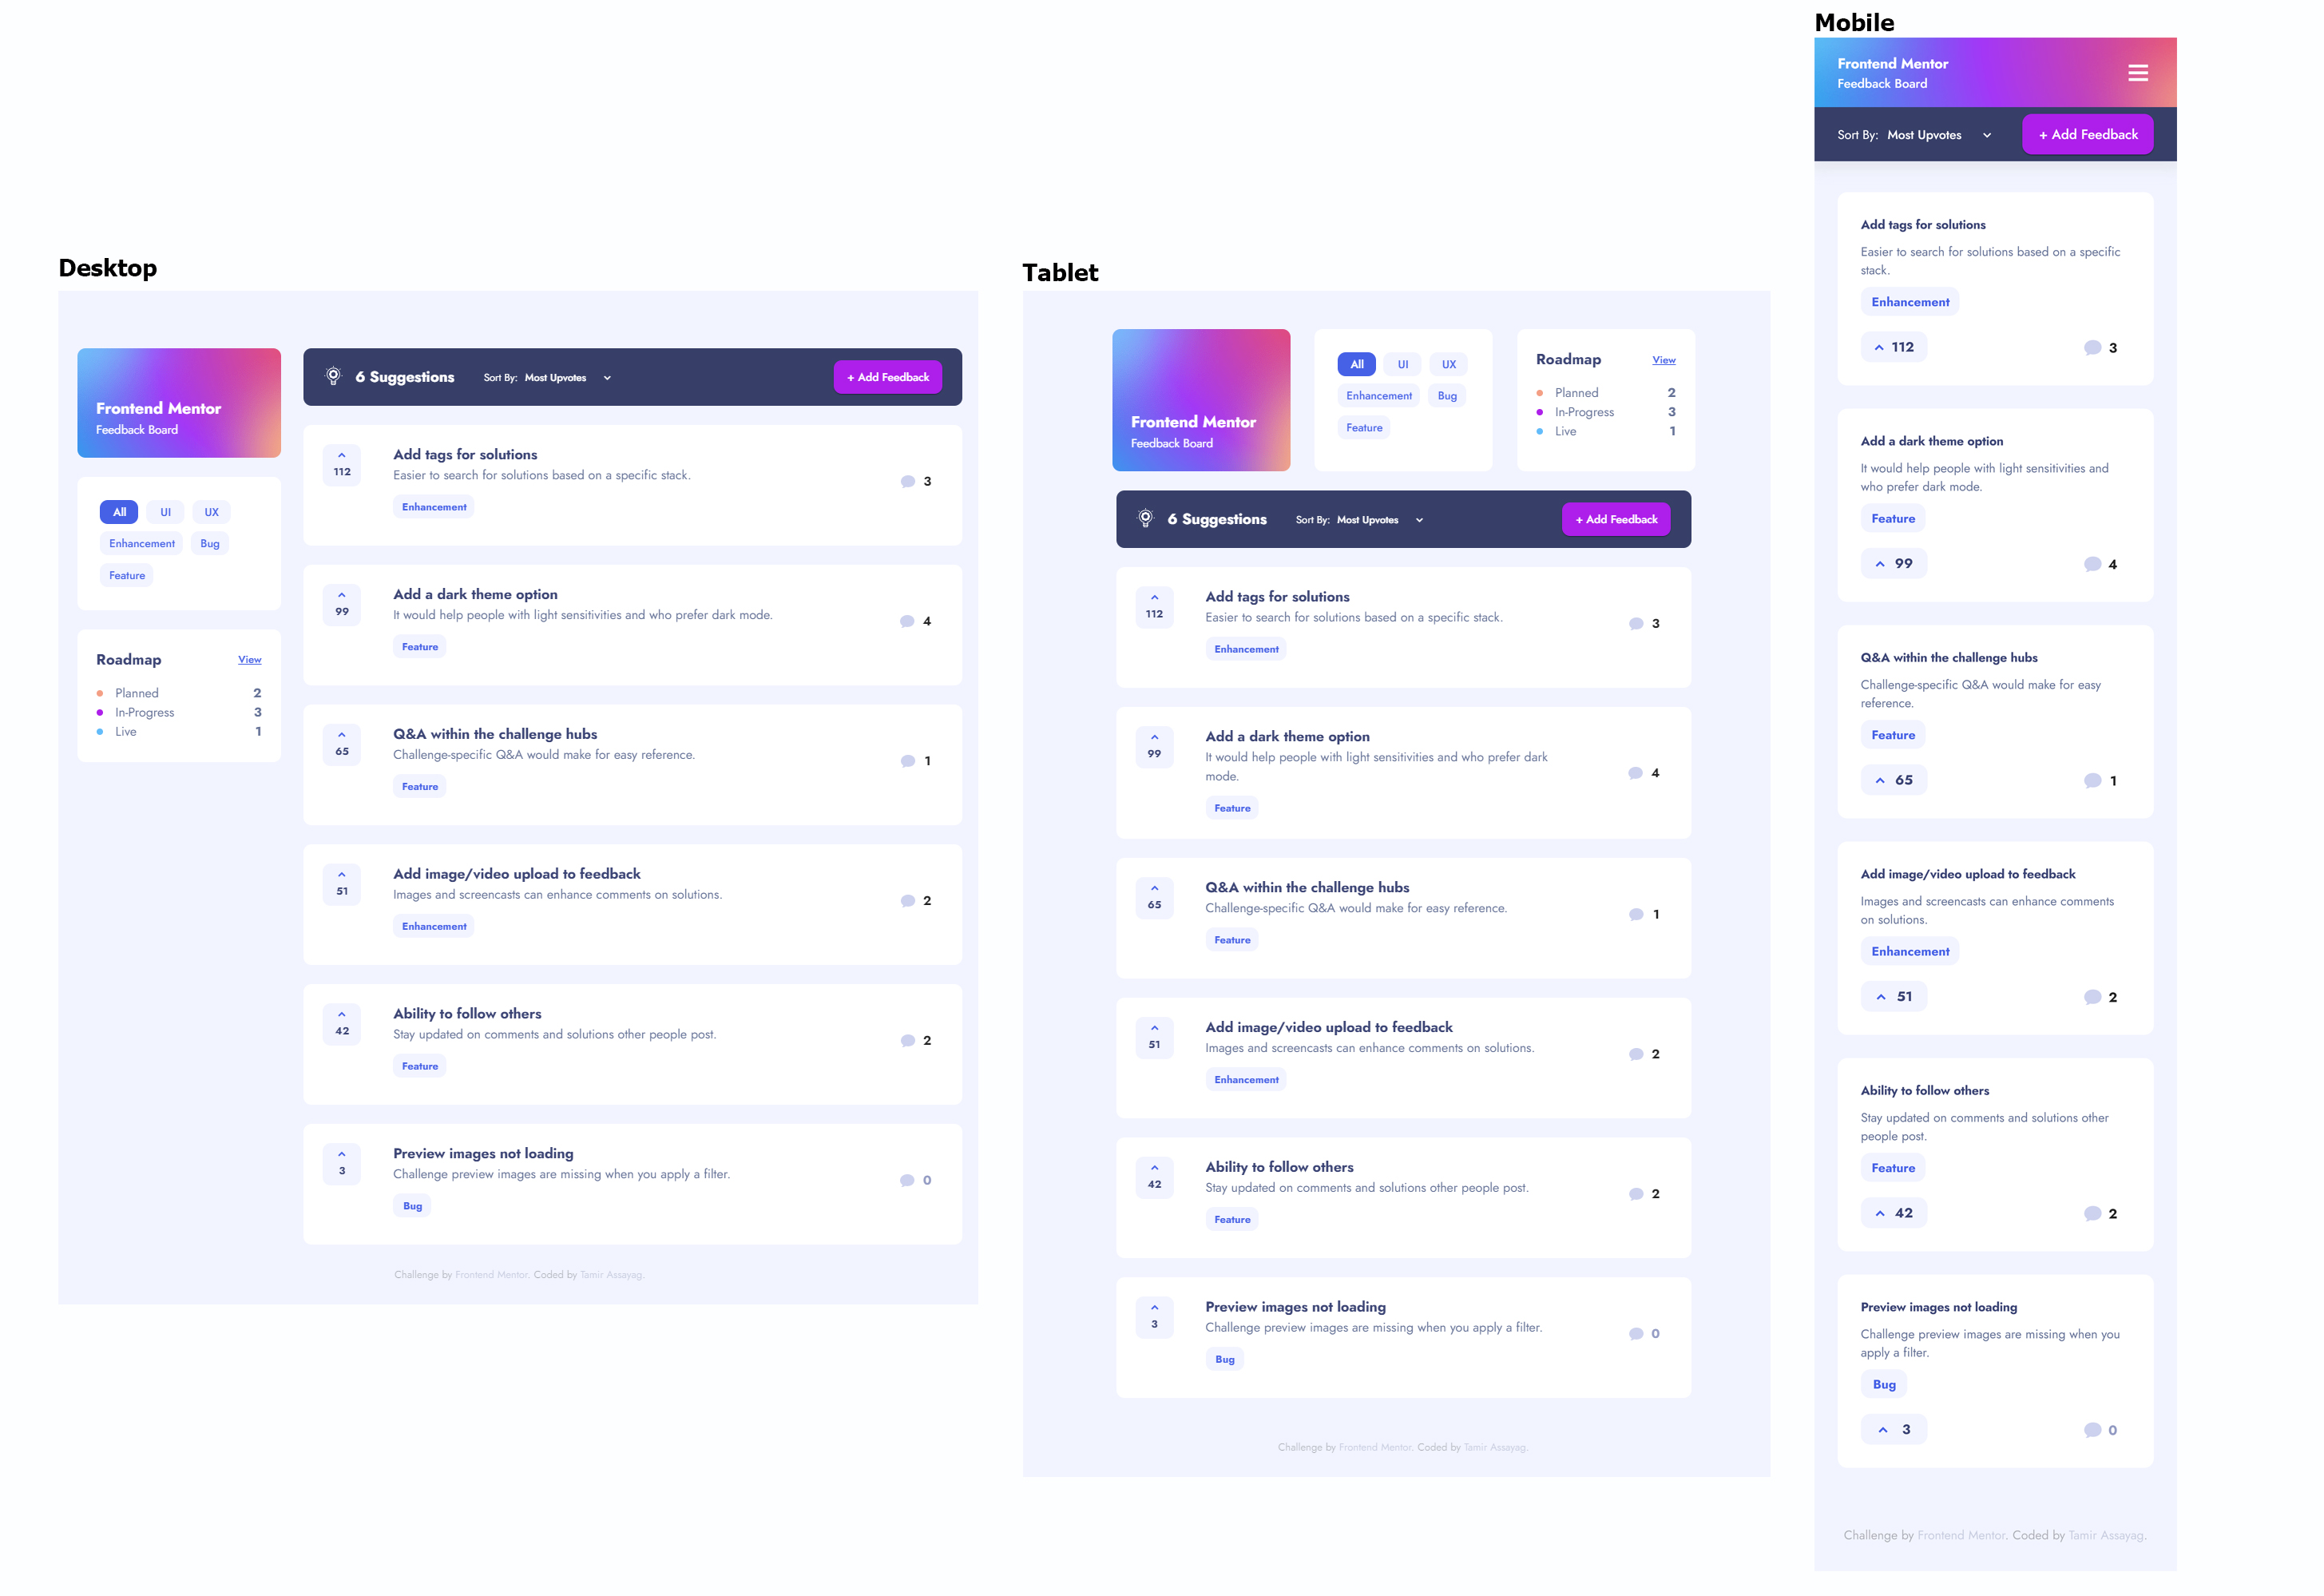 Desktop
Frontend Mentor
Feedback Board
All UI UX
Enhancement Bug
Feature
Roadmap View
Planned 2
In-Progress 3
Live 1
6 Suggestions Sort By: Most Upvotes + Add Feedback
112
Add tags for solutions
Easier to search for solutions based on a specific stack.
Enhancement
3
99
Add a dark theme option
It would help people with light sensitivities and who prefer dark mode.
Feature
4
65
Q&A within the challenge hubs
Challenge-specific Q&A would make for easy reference.
Feature
1
51
Add image/video upload to feedback
Images and screencasts can enhance comments on solutions.
Enhancement
2
42
Ability to follow others
Stay updated on comments and solutions other people post.
Feature
2
3
Preview images not loading
Challenge preview images are missing when you apply a filter.
Bug
0
Challenge by Frontend Mentor. Coded by Tamir Assayag.
Tablet
Frontend Mentor
Feedback Board
All UI UX
Enhancement Bug
Feature
Roadmap View
Planned 2
In-Progress 3
Live 1
6 Suggestions Sort By: Most Upvotes + Add Feedback
112
Add tags for solutions
Easier to search for solutions based on a specific stack.
Enhancement
3
99
Add a dark theme option
It would help people with light sensitivities and who prefer dark
mode.
Feature
4
65
Q&A within the challenge hubs
Challenge-specific Q&A would make for easy reference.
Feature
1
51
Add image/video upload to feedback
Images and screencasts can enhance comments on solutions.
Enhancement
2
42
Ability to follow others
Stay updated on comments and solutions other people post.
Feature
2
3
Preview images not loading
Challenge preview images are missing when you apply a filter.
Bug
0
Challenge by Frontend Mentor. Coded by Tamir Assayag.
Mobile
Frontend Mentor
Feedback Board
Sort By: Most Upvotes + Add Feedback
Add tags for solutions
Easier to search for solutions based on a specific
stack.
Enhancement
112 3
Add a dark theme option
It would help people with light sensitivities and
who prefer dark mode.
Feature
99 4
Q&A within the challenge hubs
Challenge-specific Q&A would make for easy
reference.
Feature
65 1
Add image/video upload to feedback
Images and screencasts can enhance comments
on solutions.
Enhancement
51 2
Ability to follow others
Stay updated on comments and solutions other
people post.
Feature
42 2
Preview images not loading
Challenge preview images are missing when you
apply a filter.
Bug
3 0
Challenge by Frontend Mentor. Coded by Tamir Assayag.